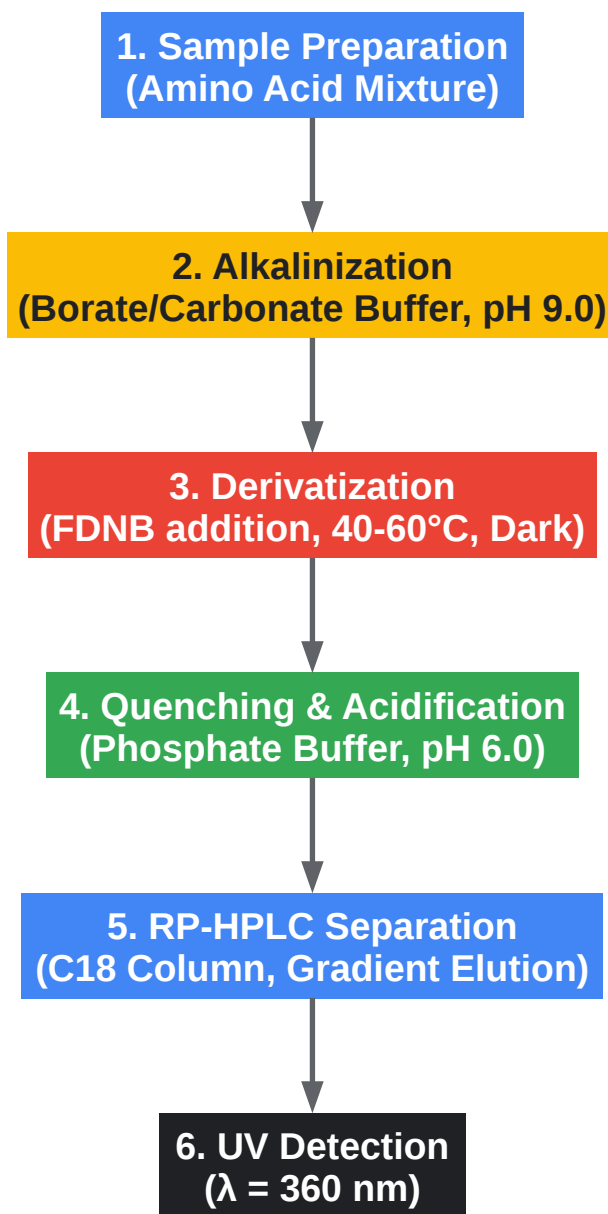 1. Sample Preparation
(Amino Acid Mixture)
2. Alkalinization
(Borate/Carbonate Buffer, pH 9.0)
3. Derivatization
(FDNB addition, 40-60°C, Dark)
4. Quenching & Acidification
(Phosphate Buffer, pH 6.0)
5. RP-HPLC Separation
(C18 Column, Gradient Elution)
6. UV Detection
(λ = 360 nm)